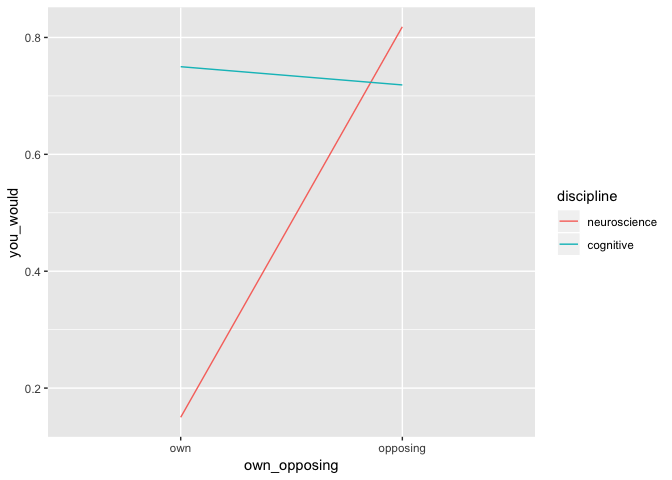 0.8
0.6
0.4
0.2
you_would
own
opposing
own_opposing
discipline
neuroscience
cognitive